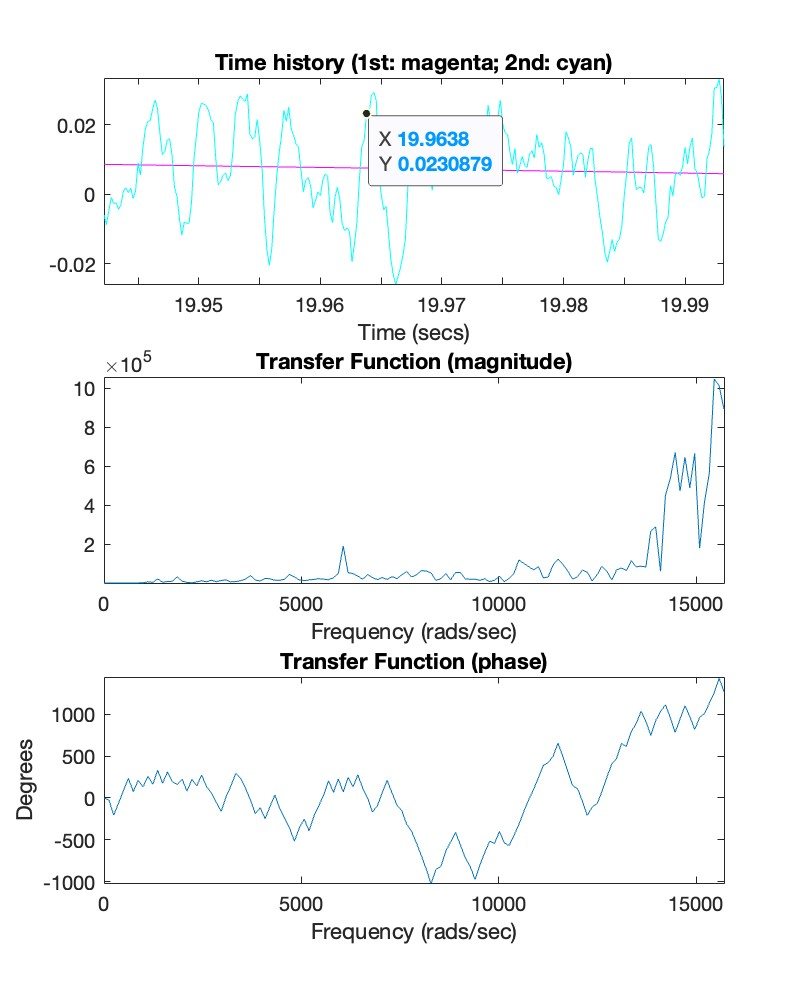 Time history (1st: magenta; 2nd: cyan)
0.02
0
-0.02
X 19.9638
Y 0.0230879
19.95 19.96 19.97 19.98 19.99
Time (secs)
×10⁵
Transfer Function (magnitude)
10
8
6
4
2
0 5000 10000 15000
Frequency (rads/sec)
Transfer Function (phase)
Degrees
1000
500
0
-500
-1000
0 5000 10000 15000
Frequency (rads/sec)